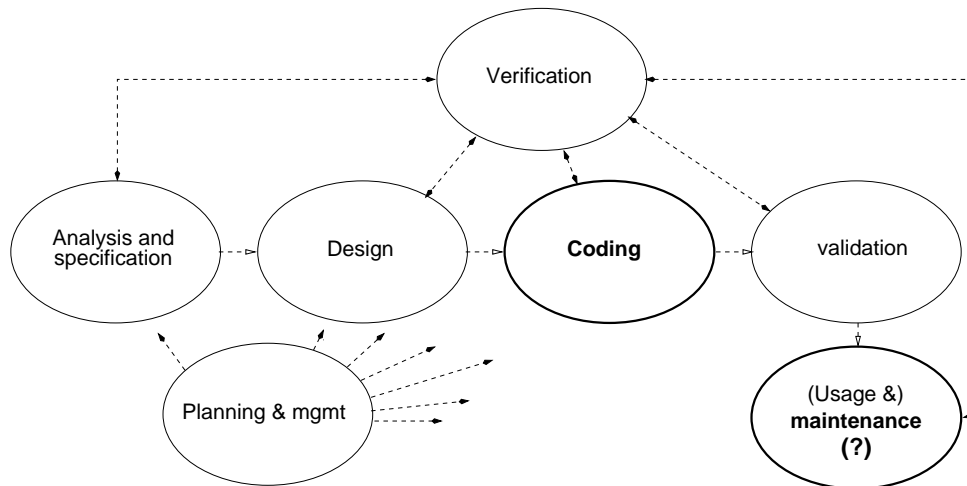 Verification
Analysis and
specification
Design
Coding
validation
Planning & mgmt
(Usage &)
maintenance
(?)